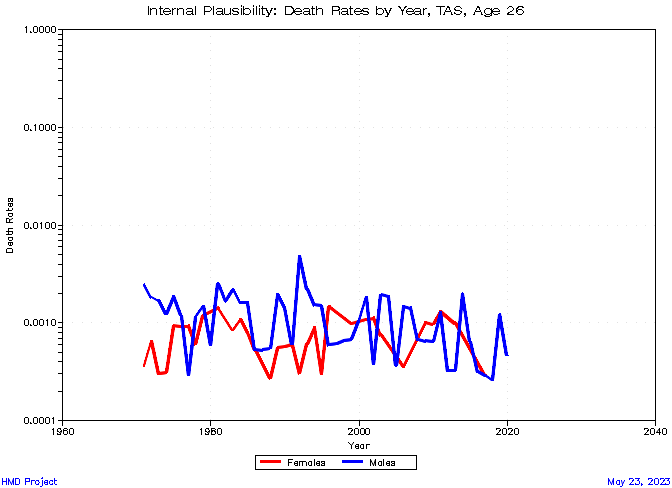 Internal Plausibility: Death Rates by Year, TAS, Age 26
1.0000
0.1000
0.0100
0.0010
0.0001
Death Rates
1960 1980 2000 2020 2040
Year
Females Males
HMD Project May 23, 2023